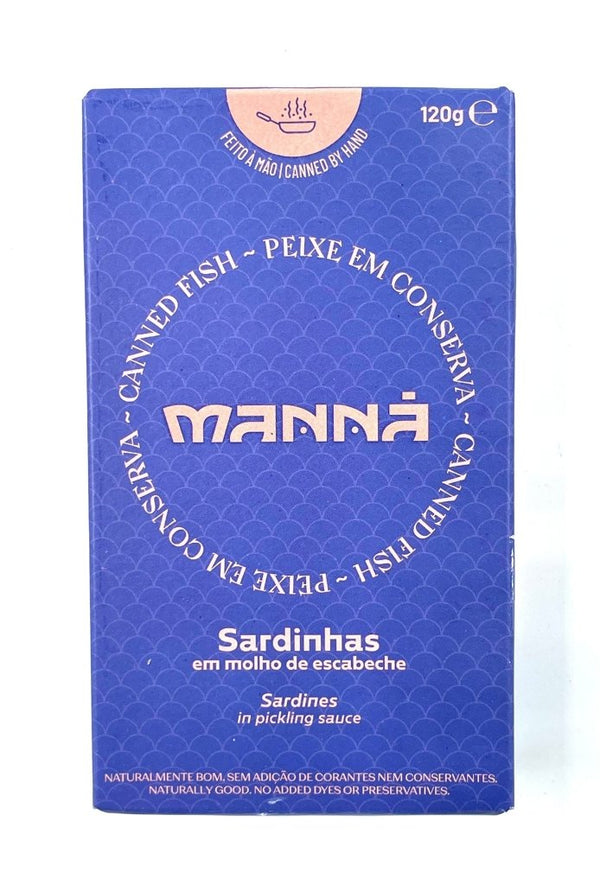 FEITO À MÃO | CANNED BY HAND
120g ℮
PEIXE EM CONSERVA ~ CANNED FISH ~ PEIXE EM CONSERVA ~ CANNED FISH ~
MANNÁ
Sardinhas
em molho de escabeche
Sardines
in pickling sauce
NATURALMENTE BOM, SEM ADIÇÃO DE CORANTES NEM CONSERVANTES.
NATURALLY GOOD. NO ADDED DYES OR PRESERVATIVES.